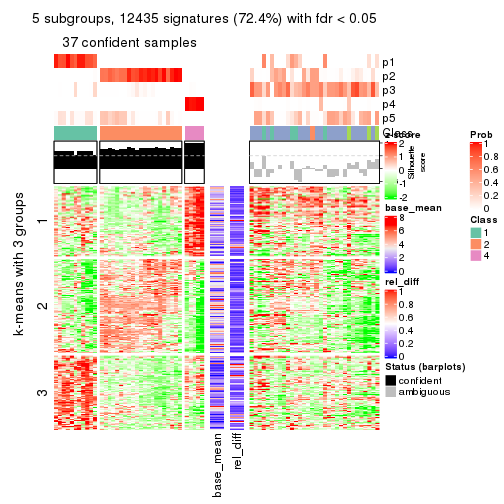 5 subgroups, 12435 signatures (72.4%) with fdr < 0.05
37 confident samples
p1
p2
p3
p4
p5
Class
k-means with 3 groups
1
2
3
base_mean
rel_diff
Silhouette
score
z-score
2
1
0
-1
-2
base_mean
8
6
4
2
0
rel_diff
1
0.8
0.6
0.4
0.2
0
Status (barplots)
confident
ambiguous
Prob
1
0.8
0.6
0.4
0.2
0
Class
1
2
4